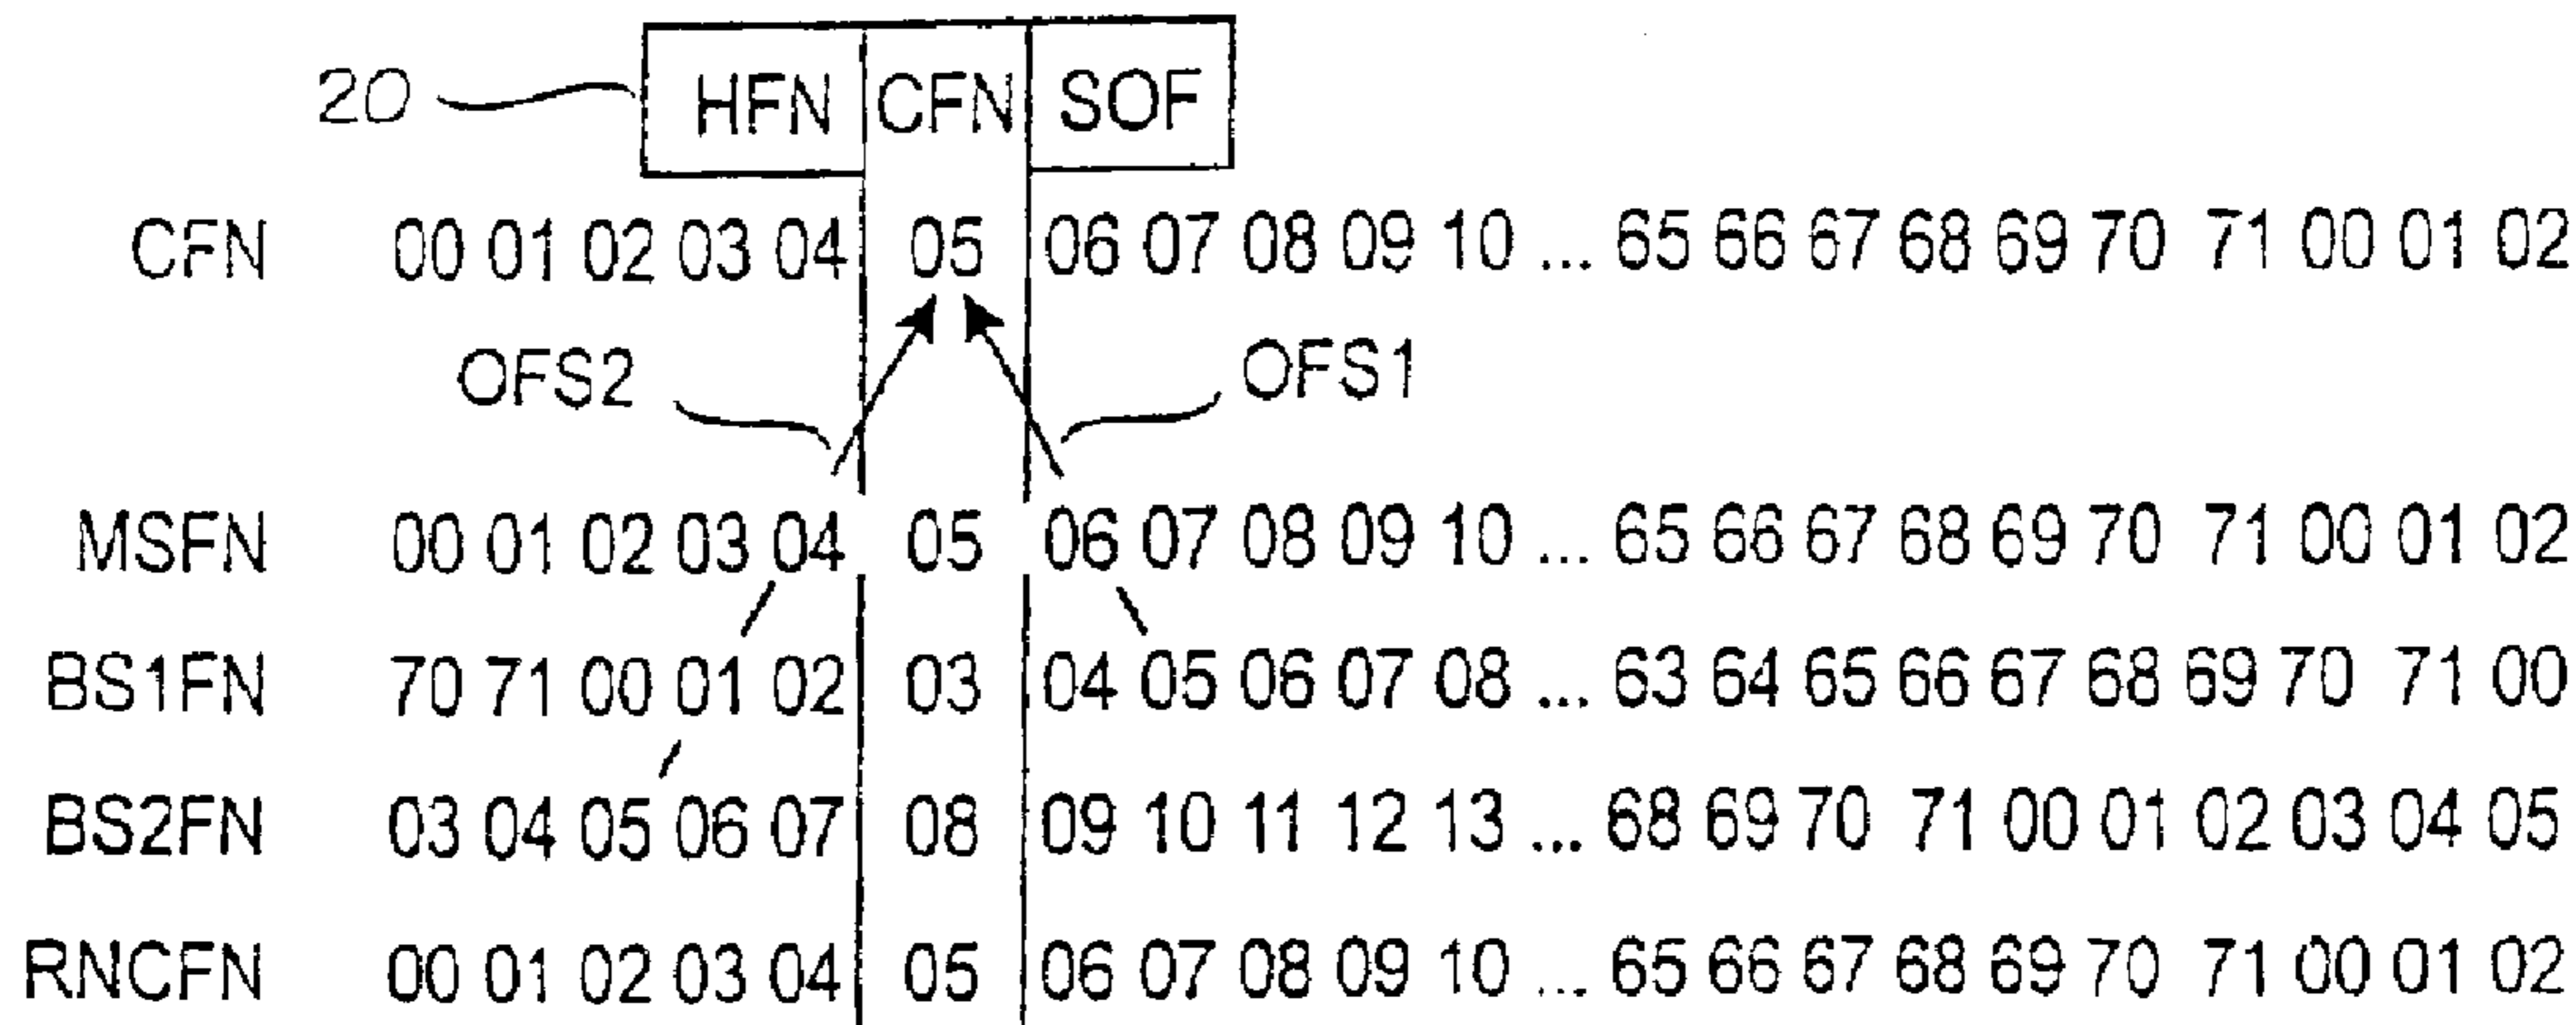 20 HFN CFN SOF
CFN 00 01 02 03 04 05 06 07 08 09 10 ... 65 66 67 68 69 70 71 00 01 02
OFS2 OFS1
MSFN 00 01 02 03 04 05 06 07 08 09 10 ... 65 66 67 68 69 70 71 00 01 02
BS1FN 70 71 00 01 02 03 04 05 06 07 08 ... 63 64 65 66 67 68 69 70 71 00
BS2FN 03 04 05 06 07 08 09 10 11 12 13 ... 68 69 70 71 00 01 02 03 04 05
RNCFN 00 01 02 03 04 05 06 07 08 09 10 ... 65 66 67 68 69 70 71 00 01 02